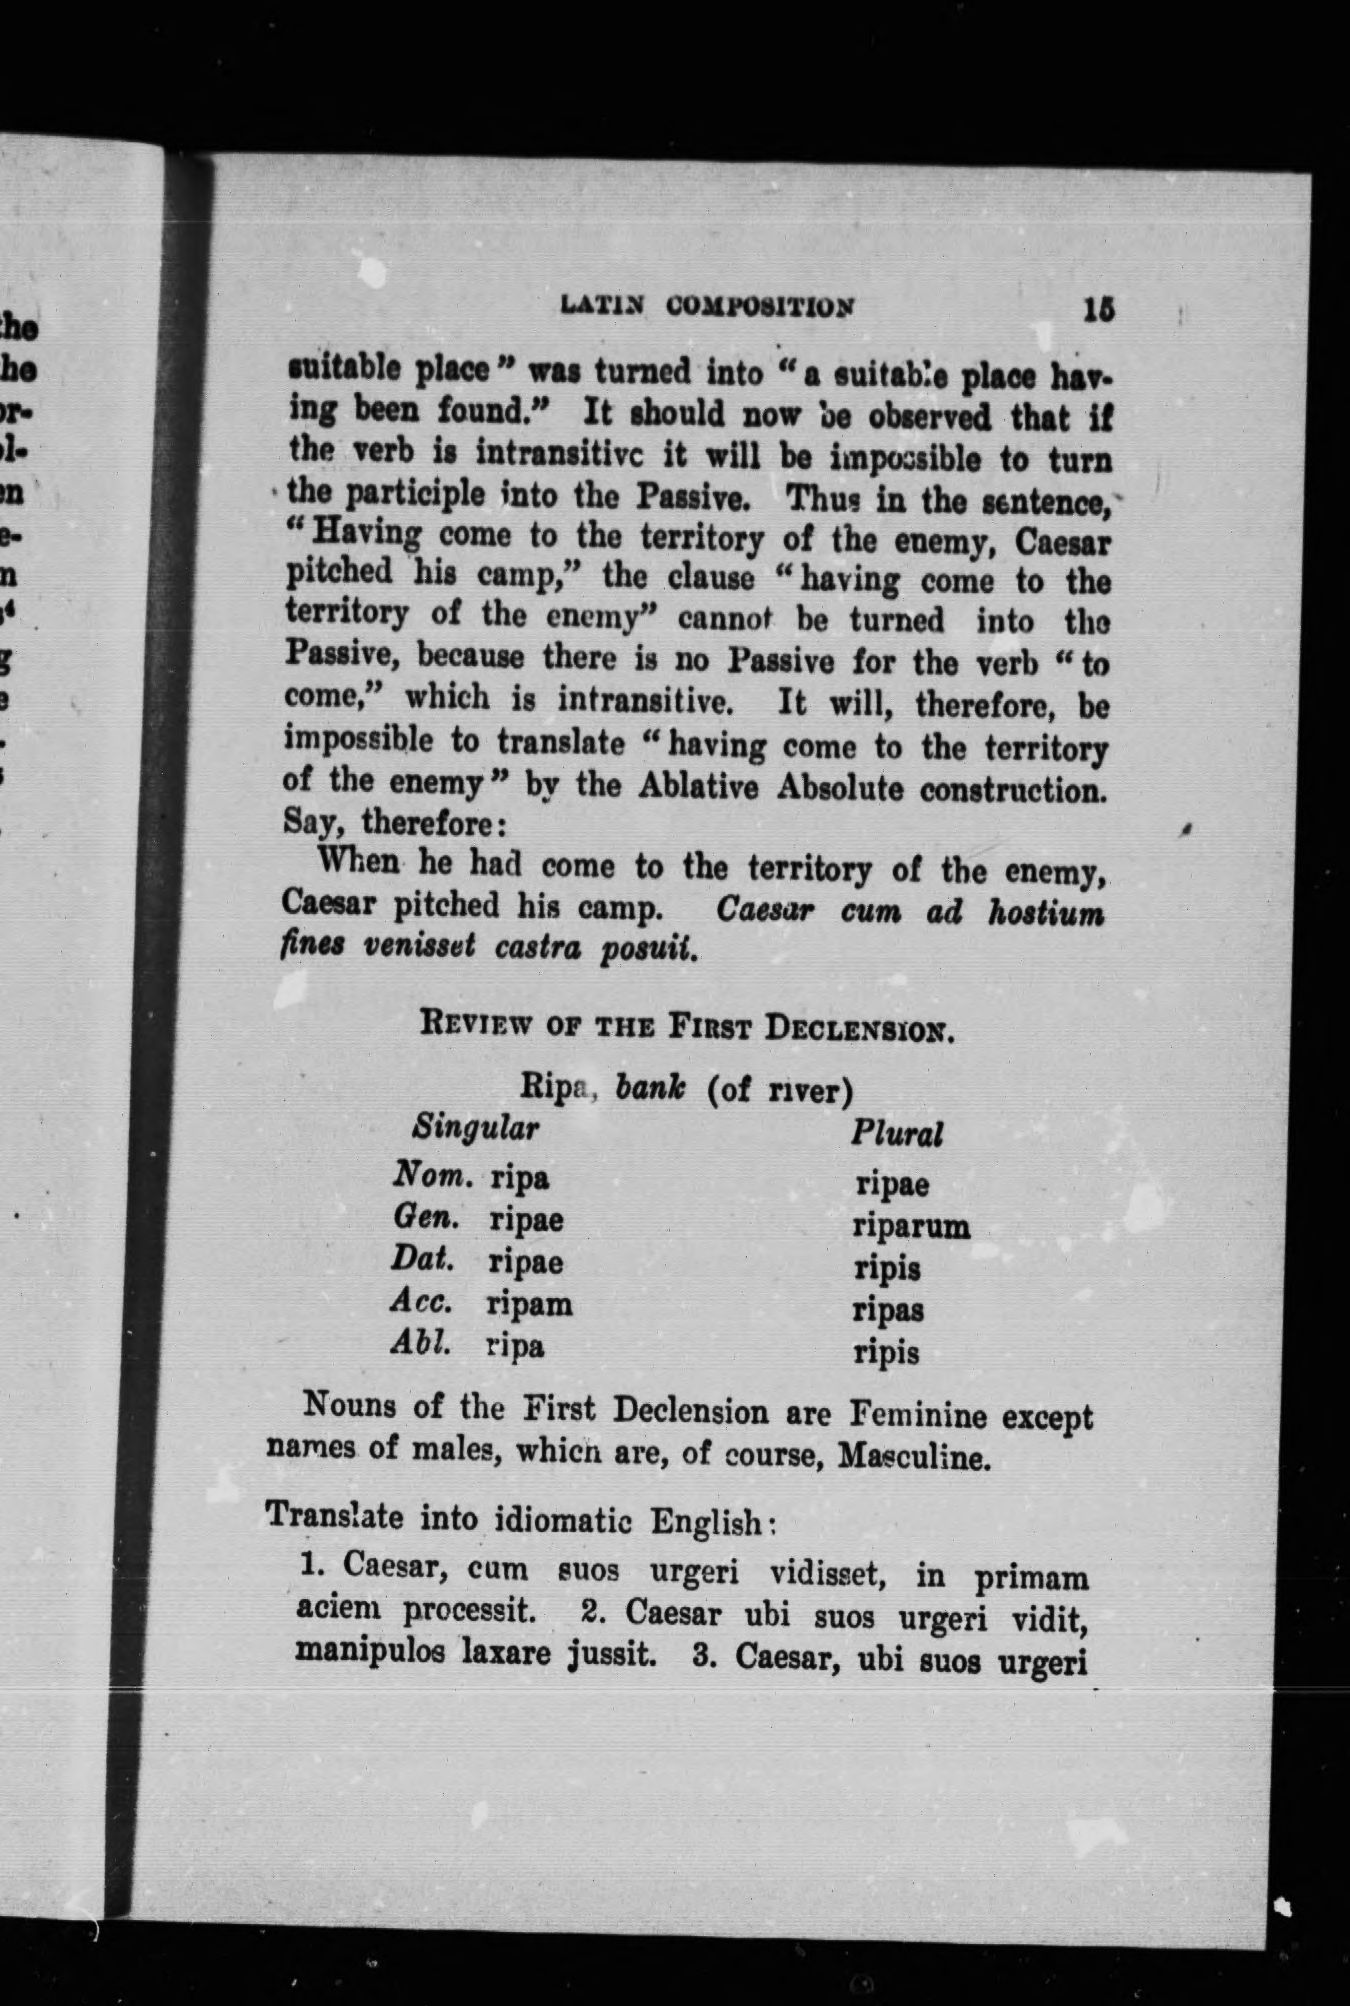 LATIN COMPOSITION 15
suitable place" was turned into "a suitable place hav-
ing been found." It should now be observed that if
the verb is intransitive it will be impossible to turn
the participle into the Passive. Thus in the sentence,
"Having come to the territory of the enemy, Caesar
pitched his camp," the clause "having come to the
territory of the enemy" cannot be turned into the
Passive, because there is no Passive for the verb "to
come," which is intransitive. It will, therefore, be
impossible to translate "having come to the territory
of the enemy" by the Ablative Absolute construction.
Say, therefore:
When he had come to the territory of the enemy,
Caesar pitched his camp. Caesar cum ad hostium
fines venisset castra posuit.
REVIEW OF THE FIRST DECLENSION.
Ripa, bank (of river)
Singular Plural
Nom. ripa ripae
Gen. ripae riparum
Dat. ripae ripis
Acc. ripam ripas
Abl. ripa ripis
Nouns of the First Declension are Feminine except
names of males, which are, of course, Masculine.
Translate into idiomatic English:
1. Caesar, cum suos urgeri vidisset, in primam
aciem processit. 2. Caesar ubi suos urgeri vidit,
manipulos laxare jussit. 3. Caesar, ubi suos urgeri